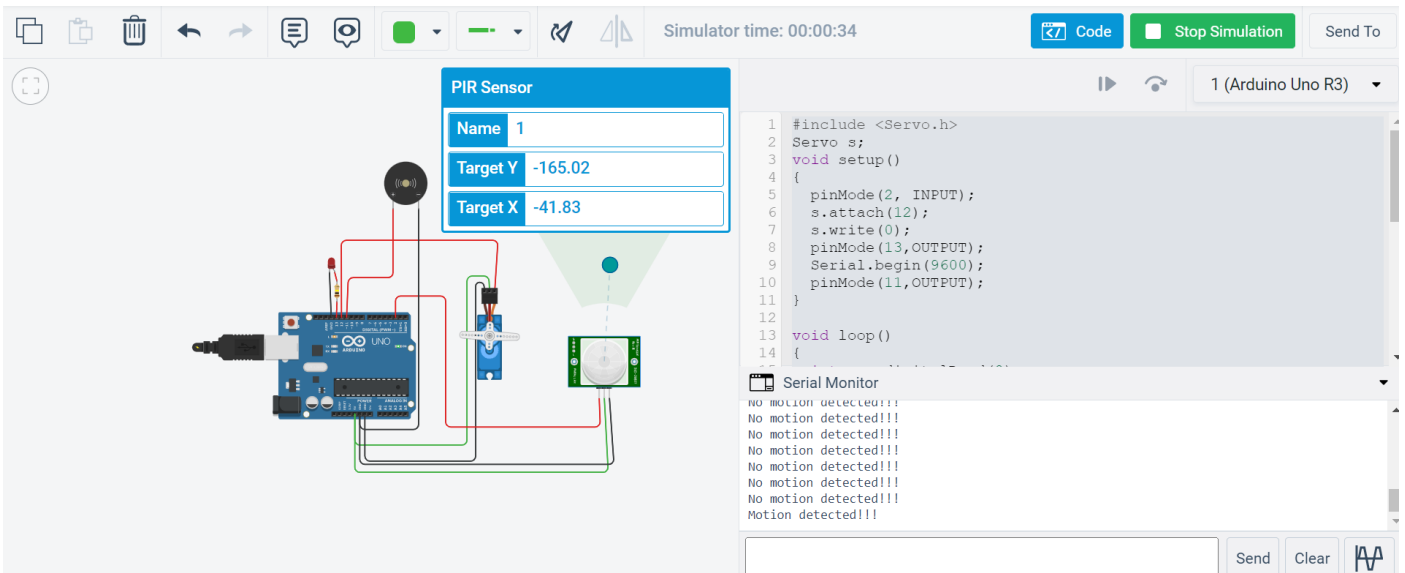 Simulator time: 00:00:34
Code
Stop Simulation
Send To
1 (Arduino Uno R3)
PIR Sensor
Name 1
Target Y -165.02
Target X -41.83
UNO
ARDUINO
1 #include <Servo.h>
2 Servo s;
3 void setup()
4 {
5 pinMode(2, INPUT);
6 s.attach(12);
7 s.write(0);
8 pinMode(13,OUTPUT);
9 Serial.begin(9600);
10 pinMode(11,OUTPUT);
11 }
12
13 void loop()
14 {
Serial Monitor
No motion detected!!!
No motion detected!!!
No motion detected!!!
No motion detected!!!
No motion detected!!!
No motion detected!!!
No motion detected!!!
Motion detected!!!
Send
Clear